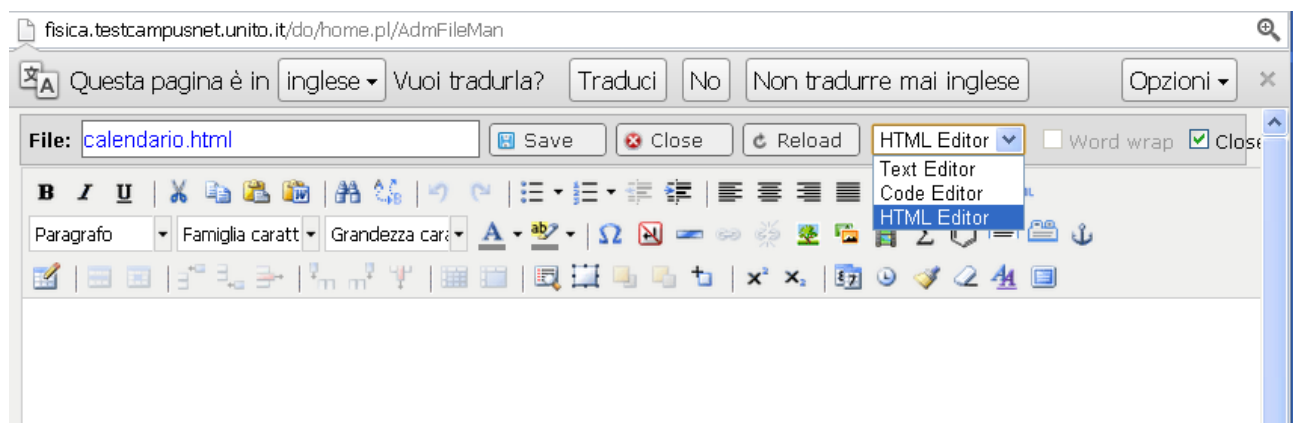 fisica.testcampusnet.unito.it/do/home.pl/AdmFileMan
Questa pagina è in inglese Vuoi tradurla? Traduci No Non tradurre mai inglese Opzioni
File: calendario.html Save Close Reload HTML Editor Word wrap Close
Text Editor
Code Editor
HTML Editor
Paragrafo Famiglia caratt Grandezza cara